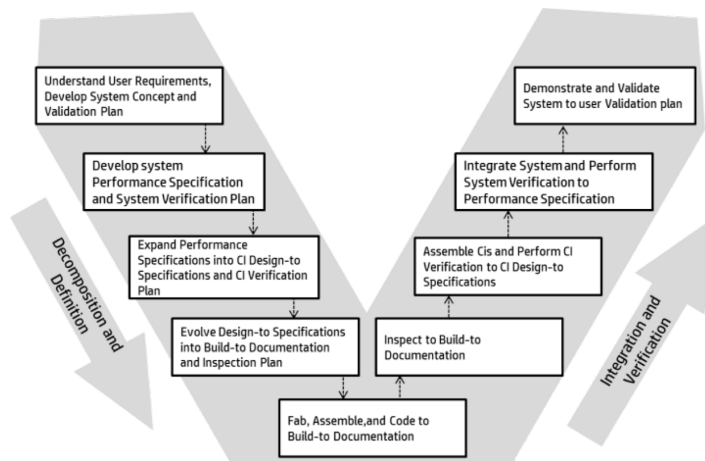 Understand User Requirements,
Develop System Concept and
Validation Plan
Demonstrate and Validate
System to user Validation plan
Develop system
Performance Specification
and System Verification Plan
Integrate System and Perform
System Verification to
Performance Specification
Expand Performance
Specifications into CI Design-to
Specifications and CI Verification
Plan
Assemble Cis and Perform CI
Verification to CI Design-to
Specifications
Decomposition and
Definition
Evolve Design-to Specifications
into Build-to Documentation
and Inspection Plan
Inspect to Build-to
Documentation
Integration and
Verification
Fab, Assemble,and Code to
Build-to Documentation